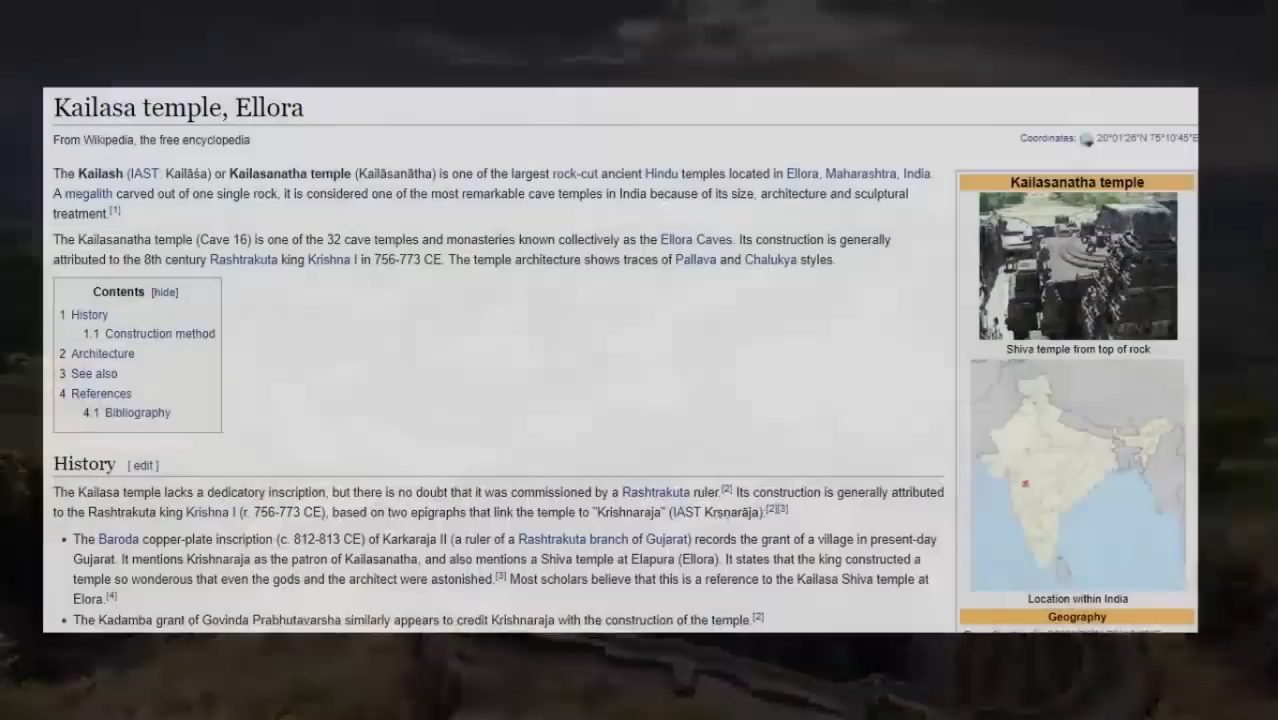 Kailasa temple, Ellora
From Wikipedia, the free encyclopedia
Coordinates: 20°01'26"N 75°10'45"E
The Kailash (IAST: Kailāśa) or Kailasanatha temple (Kailāsanātha) is one of the largest rock-cut ancient Hindu temples located in Ellora, Maharashtra, India.
A megalith carved out of one single rock, it is considered one of the most remarkable cave temples in India because of its size, architecture and sculptural
treatment.[1]
The Kailasanatha temple (Cave 16) is one of the 32 cave temples and monasteries known collectively as the Ellora Caves. Its construction is generally
attributed to the 8th century Rashtrakuta king Krishna I in 756-773 CE. The temple architecture shows traces of Pallava and Chalukya styles.
Contents [hide]
1 History
1.1 Construction method
2 Architecture
3 See also
4 References
4.1 Bibliography
History [ edit ]
The Kailasa temple lacks a dedicatory inscription, but there is no doubt that it was commissioned by a Rashtrakuta ruler.[2] Its construction is generally attributed
to the Rashtrakuta king Krishna I (r. 756-773 CE), based on two epigraphs that link the temple to "Krishnaraja" (IAST Kṛṣṇarāja):[2][3]
• The Baroda copper-plate inscription (c. 812-813 CE) of Karkaraja II (a ruler of a Rashtrakuta branch of Gujarat) records the grant of a village in present-day
Gujarat. It mentions Krishnaraja as the patron of Kailasanatha, and also mentions a Shiva temple at Elapura (Ellora). It states that the king constructed a
temple so wonderous that even the gods and the architect were astonished.[3] Most scholars believe that this is a reference to the Kailasa Shiva temple at
Elora.[4]
• The Kadamba grant of Govinda Prabhutavarsha similarly appears to credit Krishnaraja with the construction of the temple.[2]
Kailasanatha temple
Shiva temple from top of rock
Location within India
Geography